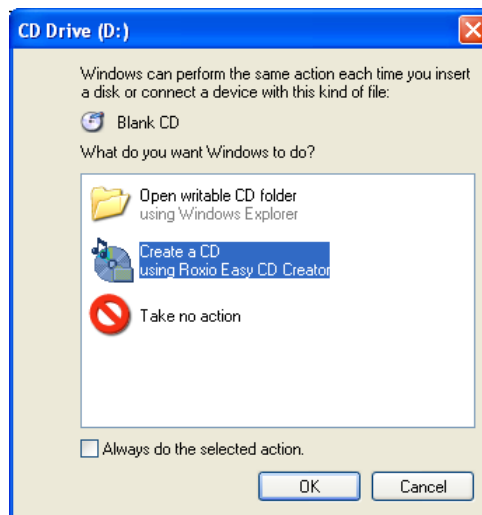 CD Drive (D:)
Windows can perform the same action each time you insert
a disk or connect a device with this kind of file:
Blank CD
What do you want Windows to do?
Open writable CD folder
using Windows Explorer
Create a CD
using Roxio Easy CD Creator
Take no action
Always do the selected action.
OK
Cancel